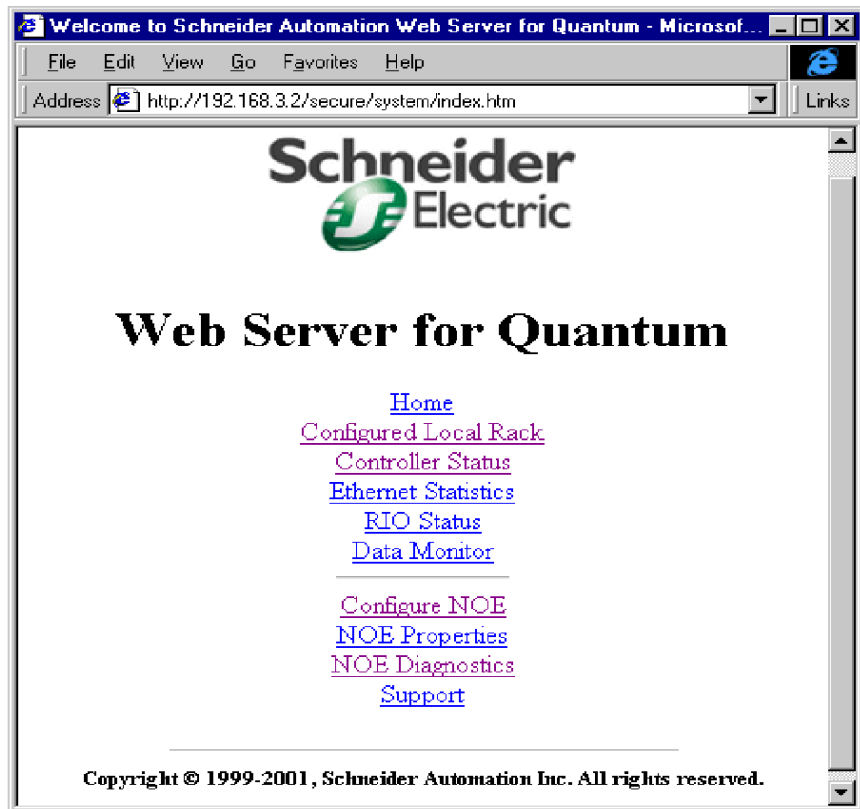 Welcome to Schneider Automation Web Server for Quantum - Microsof...
File Edit View Go Favorites Help
Address http://192.168.3.2/secure/system/index.htm Links
Schneider
Electric
Web Server for Quantum
Home
Configured Local Rack
Controller Status
Ethernet Statistics
RIO Status
Data Monitor
Configure NOE
NOE Properties
NOE Diagnostics
Support
Copyright © 1999-2001, Schneider Automation Inc. All rights reserved.